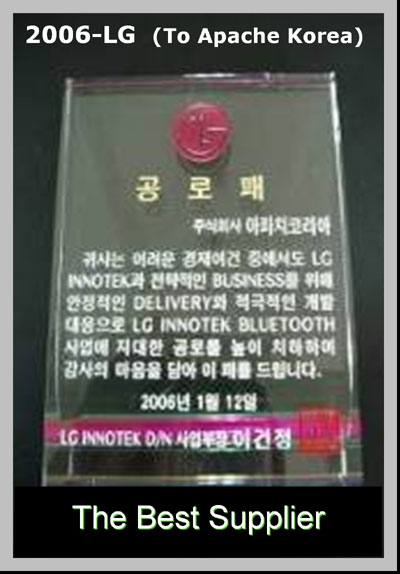 2006-LG (To Apache Korea)
공로패
주식회사 아파치코리아
귀사는 어려운 경제여건 중에서도 LG
INNOTEK과 전략적인 BUSINESS를 위해
안정적인 DELIVERY와 적극적인 개발
대응으로 LG INNOTEK BLUETOOTH
사업에 지대한 공로를 높이 치하하며
감사의 마음을 담아 이 패를 드립니다.
2006년 1월 12일
LG INNOTEK D/N 사업부장 이건정
The Best Supplier